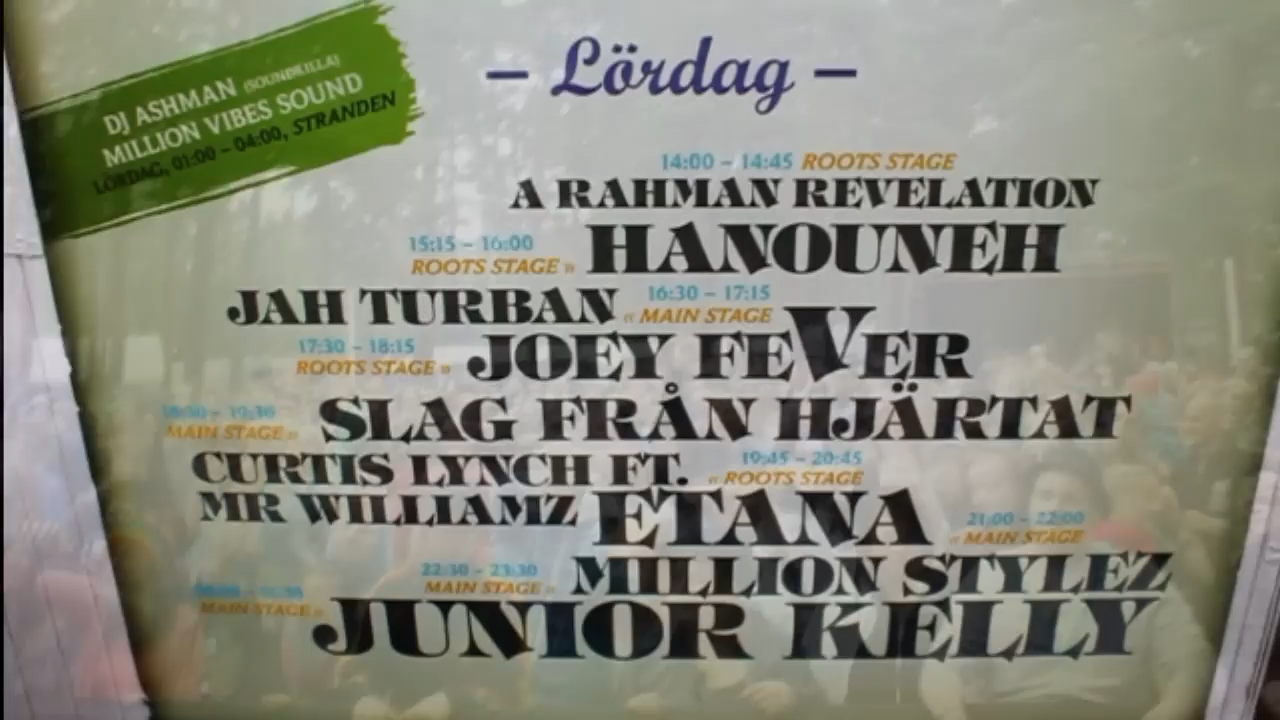 DJ ASHMAN (SOUNDKILLA)
MILLION VIBES SOUND
LÖRDAG, 01:00 – 04:00, STRANDEN
– Lördag –
14:00 – 14:45 ROOTS STAGE
A RAHMAN REVELATION
15:15 – 16:00
ROOTS STAGE »
HANOUNEH
JAH TURBAN
16:30 – 17:15
« MAIN STAGE
17:30 – 18:15
ROOTS STAGE »
JOEY FEVER
18:30 – 19:30
MAIN STAGE »
SLAG FRÅN HJÄRTAT
CURTIS LYNCH FT.
MR WILLIAMZ
19:45 – 20:45
« ROOTS STAGE
ETANA
21:00 – 22:00
« MAIN STAGE
22:30 – 23:30
MAIN STAGE »
MILLION STYLEZ
MAIN STAGE »
JUNIOR KELLY